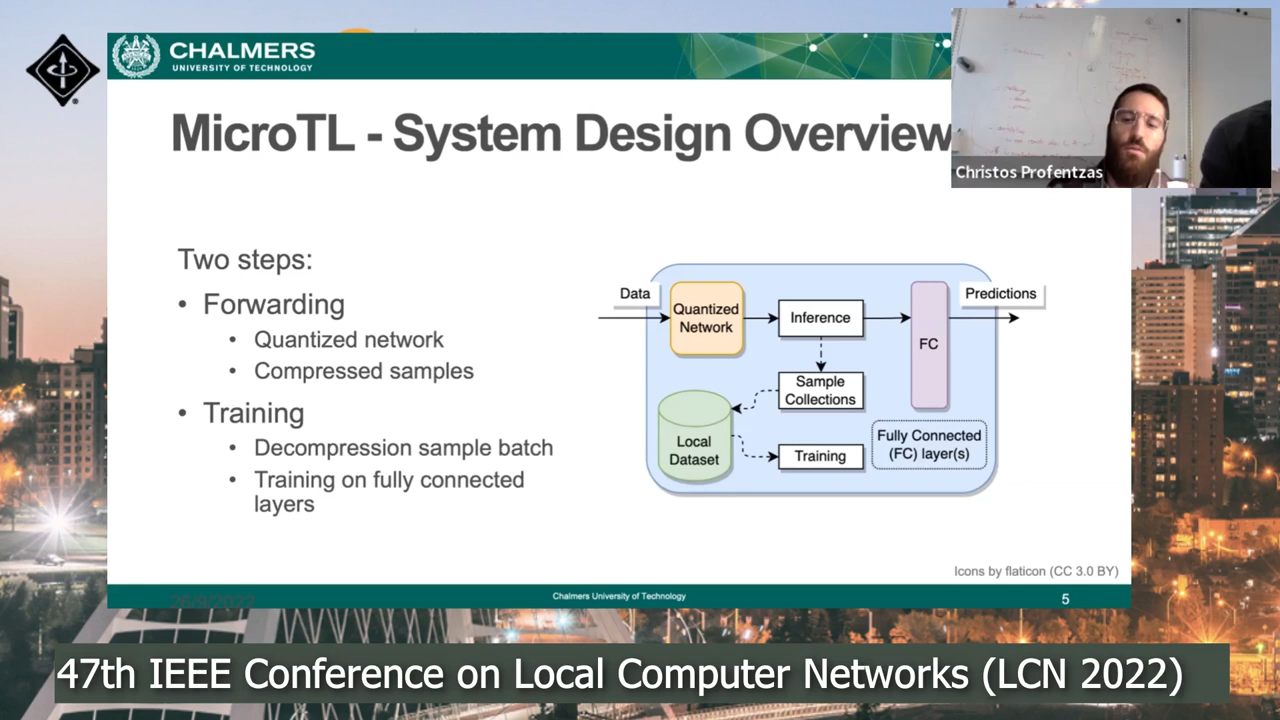 CHALMERS
UNIVERSITY OF TECHNOLOGY
MicroTL - System Design Overview
Christos Profentzas
Two steps:
• Forwarding
• Quantized network
• Compressed samples
• Training
• Decompression sample batch
• Training on fully connected
layers
Data
Quantized
Network
Inference
FC
Predictions
Sample
Collections
Local
Dataset
Training
Fully Connected
(FC) layer(s)
Icons by flaticon (CC 3.0 BY)
26/9/2022
Chalmers University of Technology
5
47th IEEE Conference on Local Computer Networks (LCN 2022)